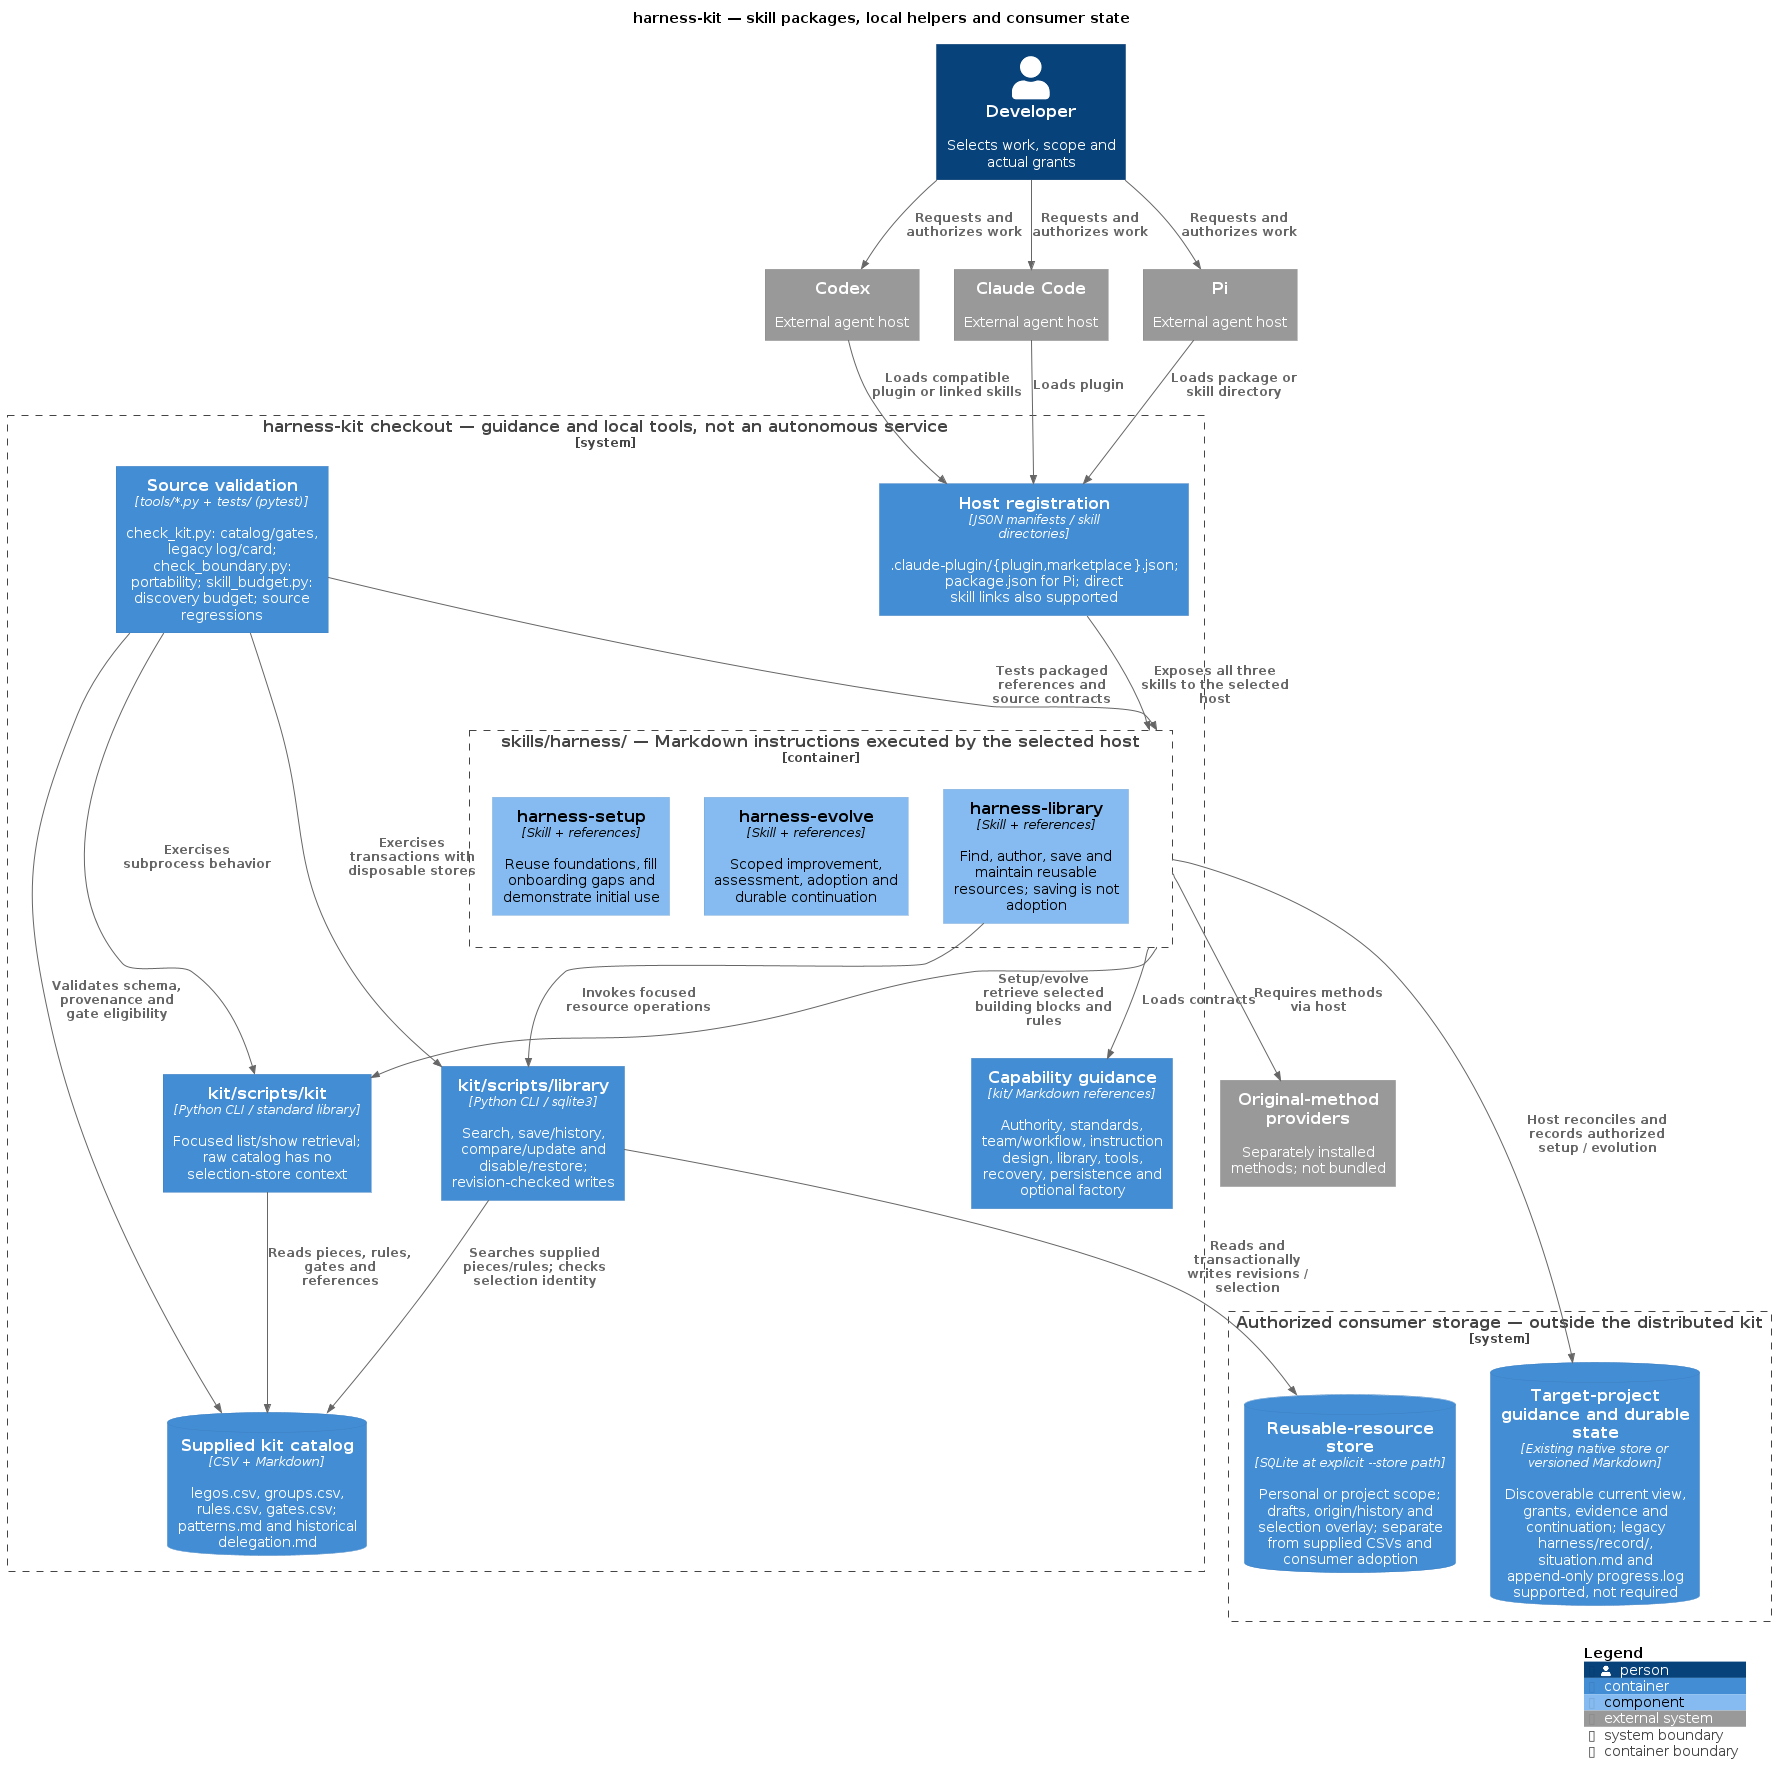 harness-kit — skill packages, local helpers and consumer state
Developer
Selects work, scope and
actual grants
Requests and
authorizes work
Requests and
authorizes work
Requests and
authorizes work
Codex
External agent host
Claude Code
External agent host
Pi
External agent host
Loads compatible
plugin or linked skills
Loads plugin
Loads package or
skill directory
harness-kit checkout — guidance and local tools, not an autonomous service
[system]
Source validation
[tools/*.py + tests/ (pytest)]
check_kit.py: catalog/gates,
legacy log/card;
check_boundary.py:
portability; skill_budget.py:
discovery budget; source
regressions
Host registration
[JSON manifests / skill
directories]
.claude-plugin/{plugin,marketplace}.json;
package.json for Pi; direct
skill links also supported
Tests packaged
references and
source contracts
Exposes all three
skills to the selected
host
skills/harness/ — Markdown instructions executed by the selected host
[container]
harness-setup
[Skill + references]
Reuse foundations, fill
onboarding gaps and
demonstrate initial use
harness-evolve
[Skill + references]
Scoped improvement,
assessment, adoption and
durable continuation
harness-library
[Skill + references]
Find, author, save and
maintain reusable
resources; saving is not
adoption
Exercises
subprocess behavior
Exercises
transactions with
disposable stores
Validates schema,
provenance and
gate eligibility
Invokes focused
resource operations
Setup/evolve
retrieve selected
building blocks and
rules
Loads contracts
Requires methods
via host
kit/scripts/kit
[Python CLI / standard library]
Focused list/show retrieval;
raw catalog has no
selection-store context
kit/scripts/library
[Python CLI / sqlite3]
Search, save/history,
compare/update and
disable/restore;
revision-checked writes
Capability guidance
[kit/ Markdown references]
Authority, standards,
team/workflow, instruction
design, library, tools,
recovery, persistence and
optional factory
Original-method
providers
Separately installed
methods; not bundled
Host reconciles and
records authorized
setup / evolution
Reads pieces, rules,
gates and
references
Searches supplied
pieces/rules; checks
selection identity
Reads and
transactionally
writes revisions /
selection
Authorized consumer storage — outside the distributed kit
[system]
Supplied kit catalog
[CSV + Markdown]
legos.csv, groups.csv,
rules.csv, gates.csv;
patterns.md and historical
delegation.md
Reusable-resource
store
[SQLite at explicit --store path]
Personal or project scope;
drafts, origin/history and
selection overlay; separate
from supplied CSVs and
consumer adoption
Target-project
guidance and durable
state
[Existing native store or
versioned Markdown]
Discoverable current view,
grants, evidence and
continuation; legacy
harness/record/,
situation.md and
append-only progress.log
supported, not required
Legend
person
container
component
external system
system boundary
container boundary